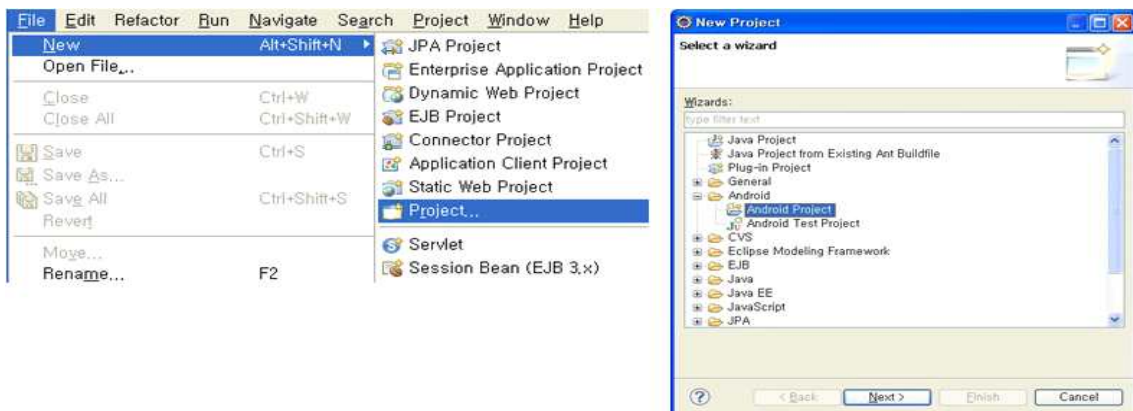 File Edit Refactor Run Navigate Search Project Window Help
New Alt+Shift+N
Open File...
Close Ctrl+W
Close All Ctrl+Shift+W
Save Ctrl+S
Save As...
Save All Ctrl+Shift+S
Revert
Move...
Rename... F2
JPA Project
Enterprise Application Project
Dynamic Web Project
EJB Project
Connector Project
Application Client Project
Static Web Project
Project...
Servlet
Session Bean (EJB 3.x)
New Project
Select a wizard
Wizards:
type filter text
Java Project
Java Project from Existing Ant Buildfile
Plug-in Project
General
Android
Android Project
Android Test Project
CVS
Eclipse Modeling Framework
EJB
Java
Java EE
JavaScript
JPA
? < Back Next > Finish Cancel